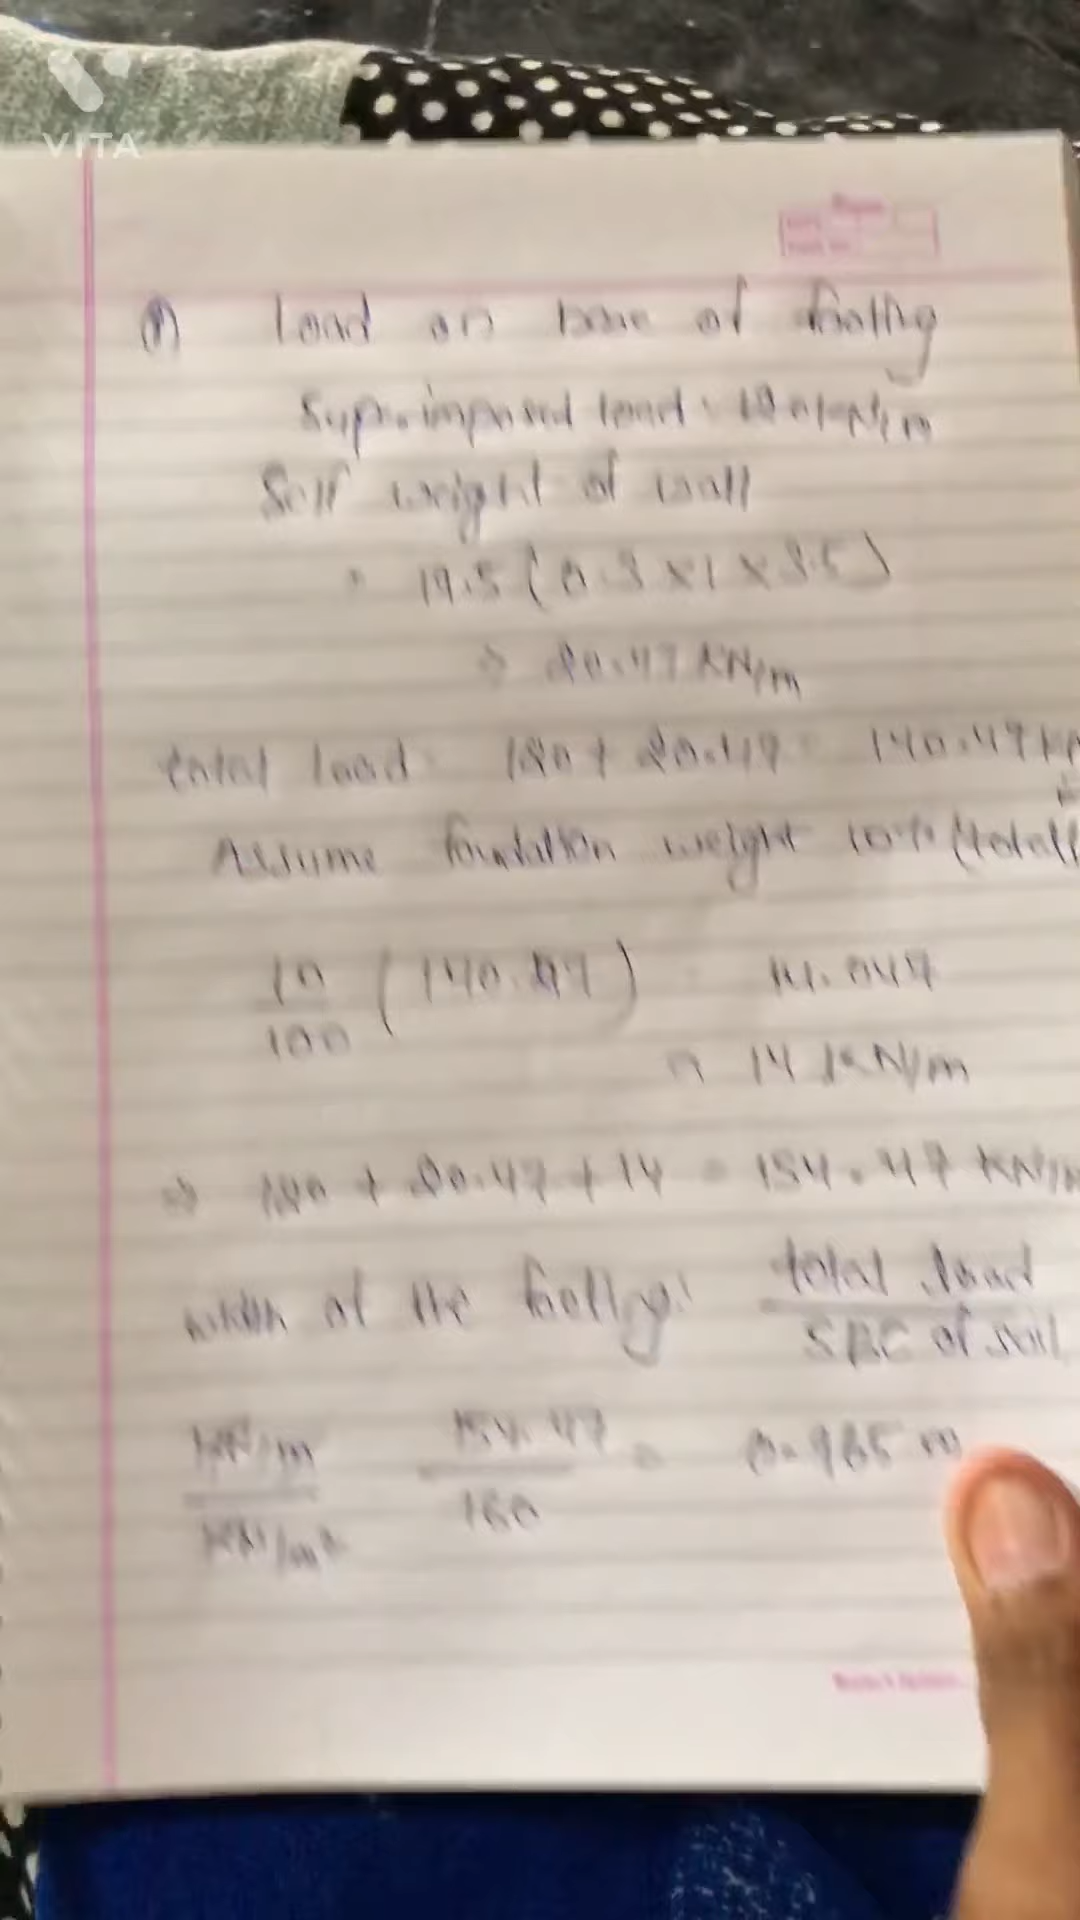 VITA
1) Load on base of footing
Superimposed load = 120 kN/m
Self weight of wall
= 19.5 (0.3 x 1 x 3.5)
⇒ 20.47 KN/m
total load = 120 + 20.47 = 140.47 KN
Assume foundation weight 10% (total
10/100 (140.47) = 14.047
= 14 KN/m
⇒ 120 + 20.47 + 14 = 154.47 KN/m
width of the footing = total load / SBC of soil
KN/m / KN/m² 154.47 / 160 = 0.965 m